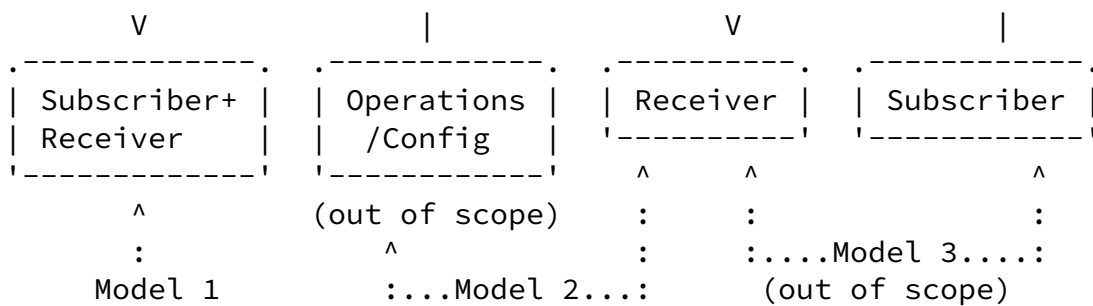 V                   |                   V                 |
 .-------------.  .------------.  .----------.  .------------.
 | Subscriber+ |  | Operations |  | Receiver |  | Subscriber |
 | Receiver    |  |  /Config   |  '----------'  '------------'
 '-------------'  '------------'    ^      ^                 ^
         ^        (out of scope)    :      :                 :
         :             ^            :      :....Model 3....:
      Model 1          :...Model 2...:      (out of scope)